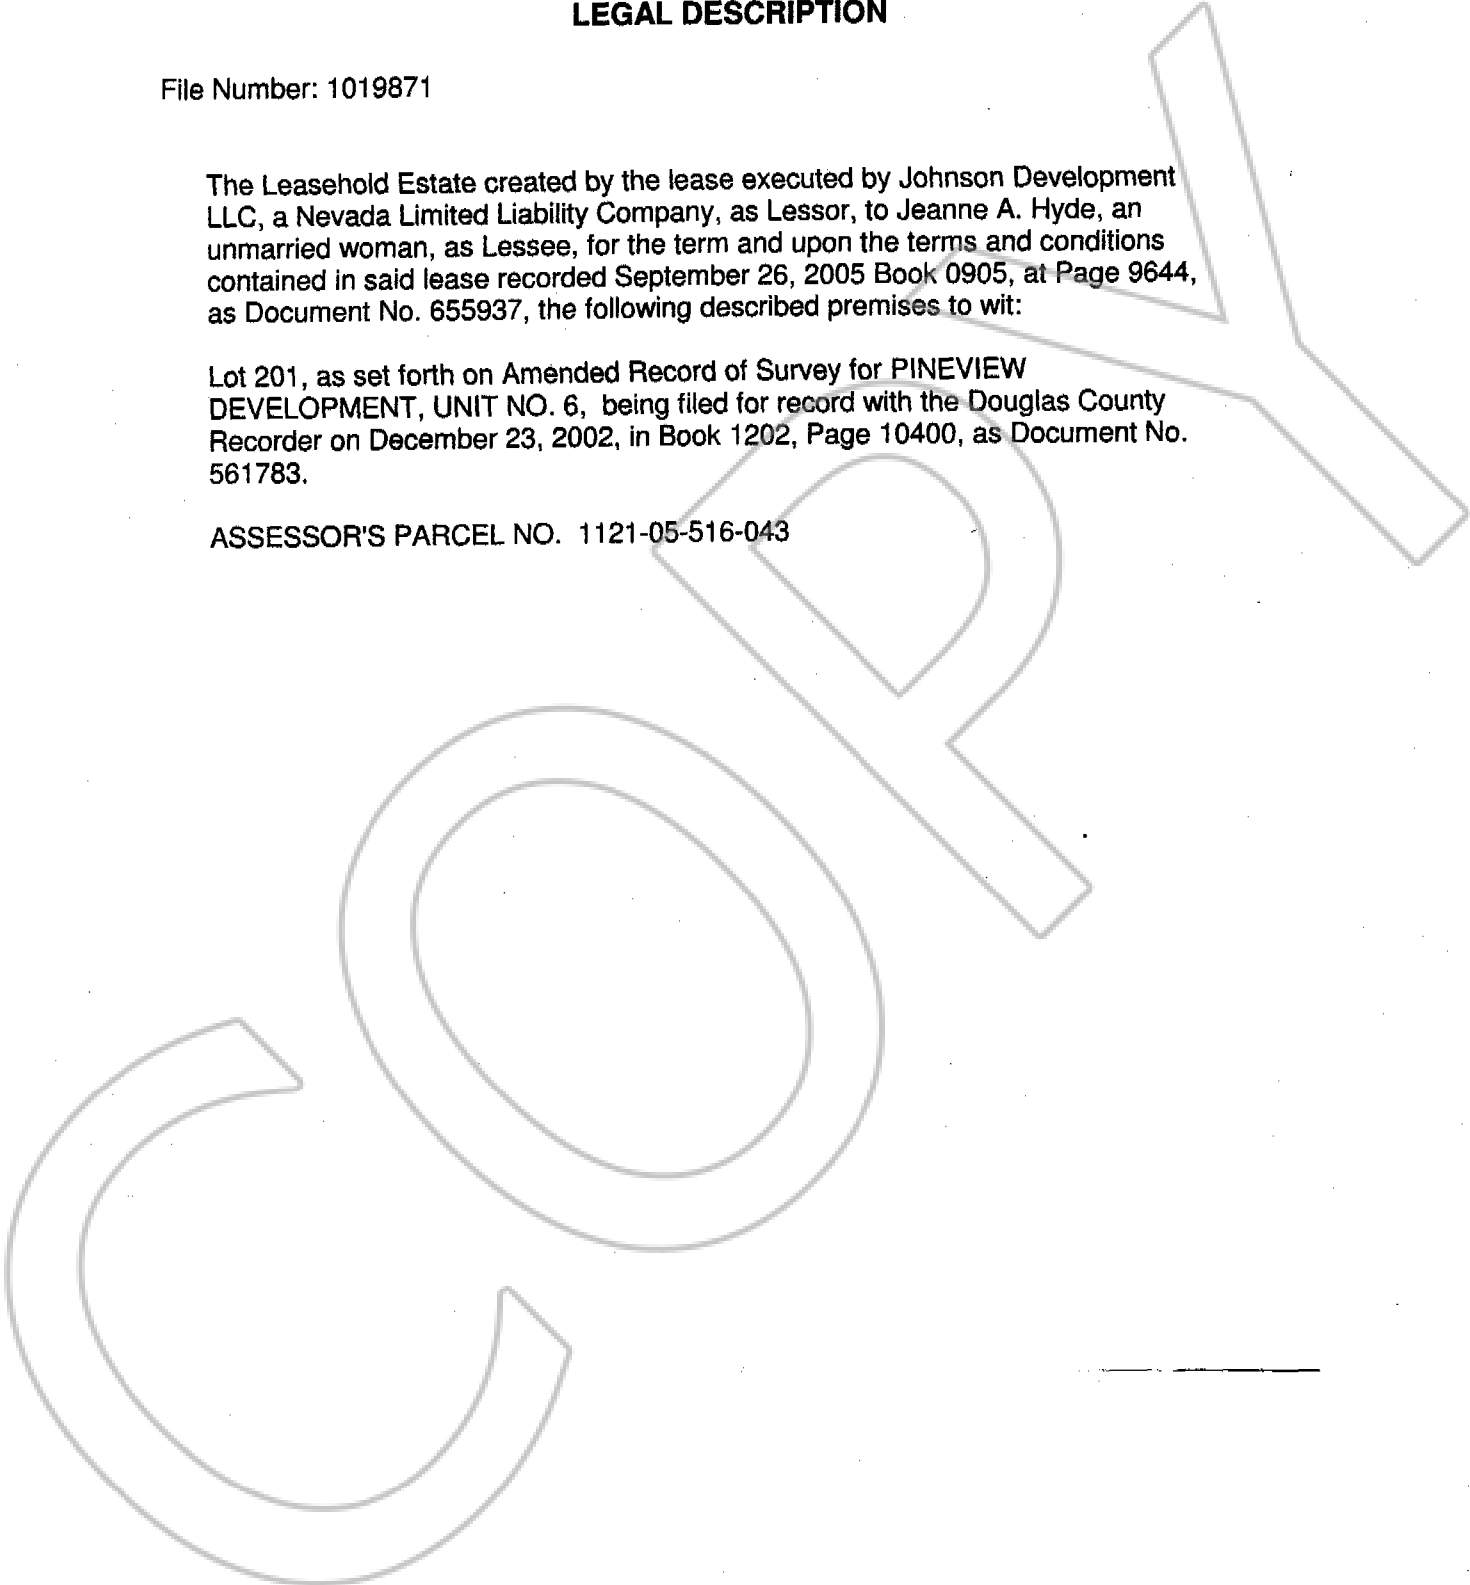 LEGAL DESCRIPTION
File Number: 1019871
The Leasehold Estate created by the lease executed by Johnson Development
LLC, a Nevada Limited Liability Company, as Lessor, to Jeanne A. Hyde, an
unmarried woman, as Lessee, for the term and upon the terms and conditions
contained in said lease recorded September 26, 2005 Book 0905, at Page 9644,
as Document No. 655937, the following described premises to wit:
Lot 201, as set forth on Amended Record of Survey for PINEVIEW
DEVELOPMENT, UNIT NO. 6, being filed for record with the Douglas County
Recorder on December 23, 2002, in Book 1202, Page 10400, as Document No.
561783.
ASSESSOR'S PARCEL NO. 1121-05-516-043
COPY